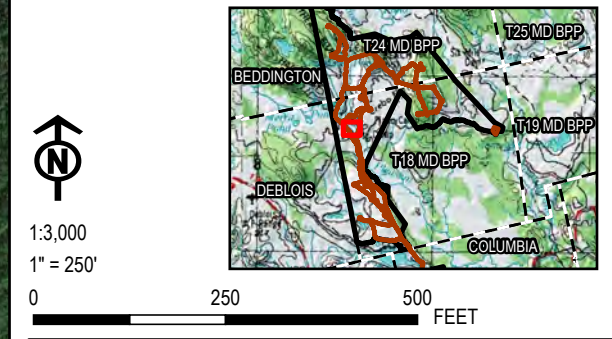 T25 MD BPP
T24 MD BPP
BEDDINGTON
T19 MD BPP
T18 MD BPP
DEBLOIS
COLUMBIA
N
1:3,000
1" = 250'
0 250 500
FEET